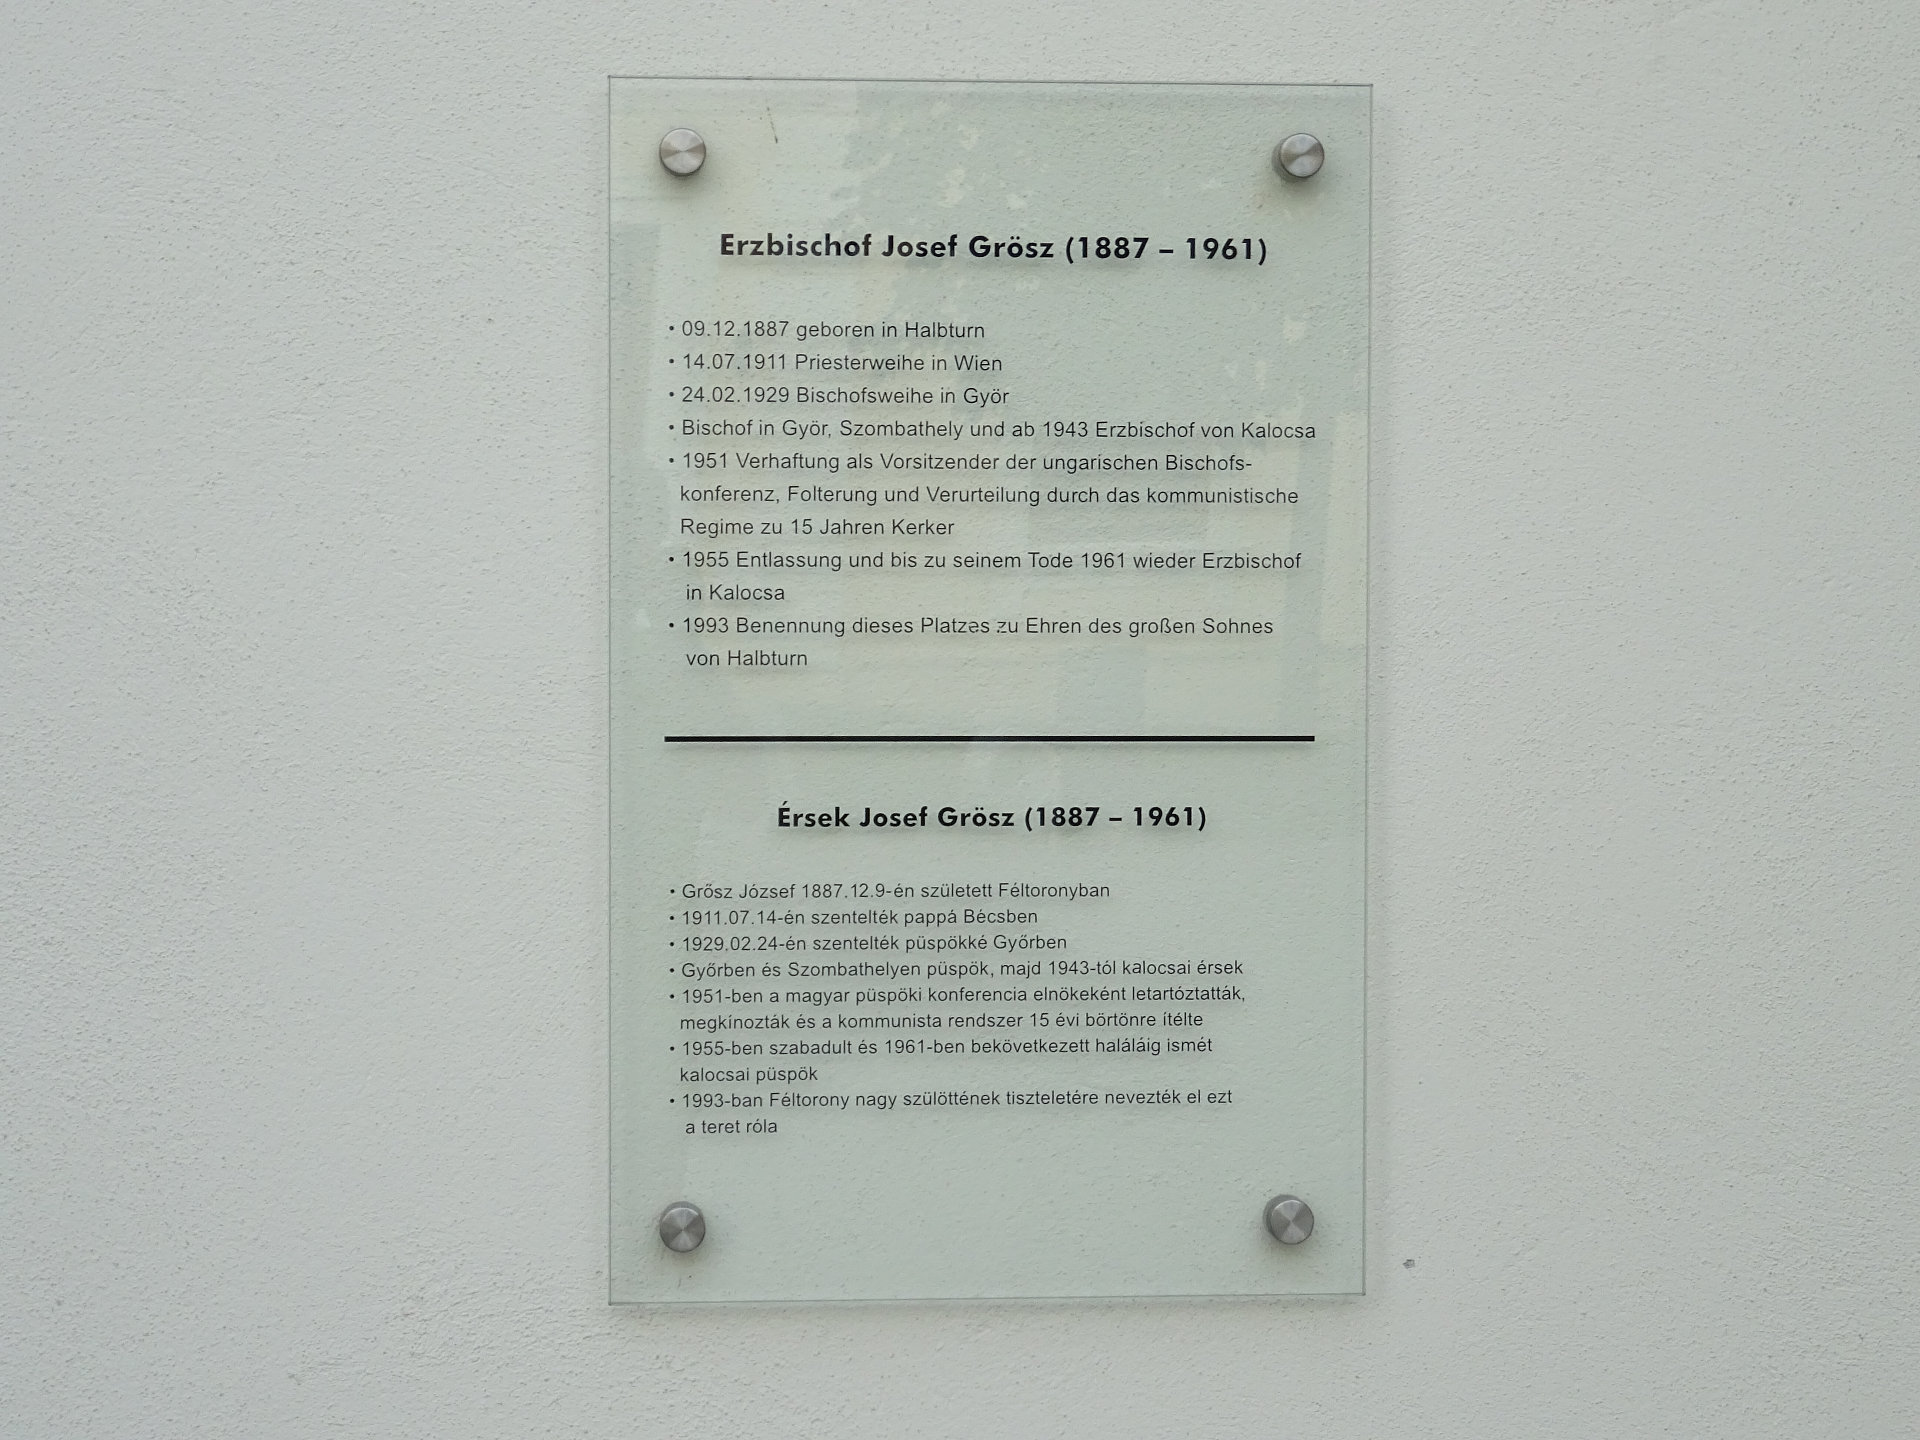 Erzbischof Josef Grösz (1887 – 1961)
• 09.12.1887 geboren in Halbturn
• 14.07.1911 Priesterweihe in Wien
• 24.02.1929 Bischofsweihe in Györ
• Bischof in Györ, Szombathely und ab 1943 Erzbischof von Kalocsa
• 1951 Verhaftung als Vorsitzender der ungarischen Bischofs-
konferenz, Folterung und Verurteilung durch das kommunistische
Regime zu 15 Jahren Kerker
• 1955 Entlassung und bis zu seinem Tode 1961 wieder Erzbischof
in Kalocsa
• 1993 Benennung dieses Platzes zu Ehren des großen Sohnes
von Halbturn
Érsek Josef Grösz (1887 – 1961)
• Grősz József 1887.12.9-én született Féltoronyban
• 1911.07.14-én szentelték pappá Bécsben
• 1929.02.24-én szentelték püspökké Győrben
• Győrben és Szombathelyen püspök, majd 1943-tól kalocsai érsek
• 1951-ben a magyar püspöki konferencia elnökeként letartóztatták,
megkínozták és a kommunista rendszer 15 évi börtönre ítélte
• 1955-ben szabadult és 1961-ben bekövetkezett haláláig ismét
kalocsai püspök
• 1993-ban Féltorony nagy szülöttének tiszteletére nevezték el ezt
a teret róla